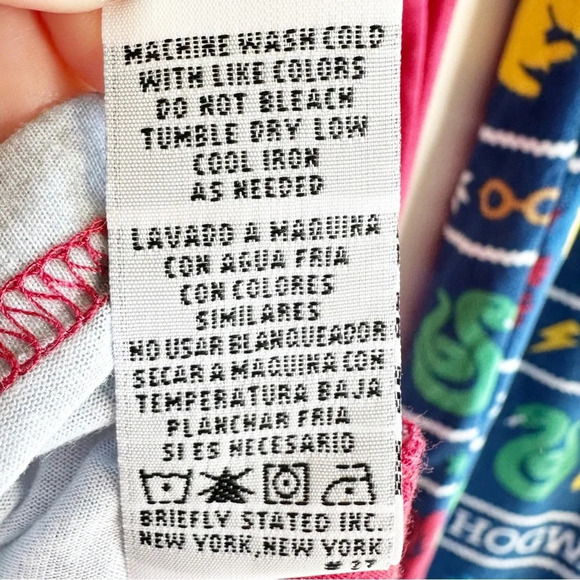 MACHINE WASH COLD
WITH LIKE COLORS
DO NOT BLEACH
TUMBLE DRY LOW
COOL IRON
AS NEEDED
LAVADO A MAQUINA
CON AGUA FRIA
CON COLORES
SIMILARES
NO USAR BLANQUEADOR
SECAR A MAQUINA CON
TEMPERATURA BAJA
PLANCHAR FRIA
SI ES NECESARIO
BRIEFLY STATED INC.
NEW YORK, NEW YORK
# 27